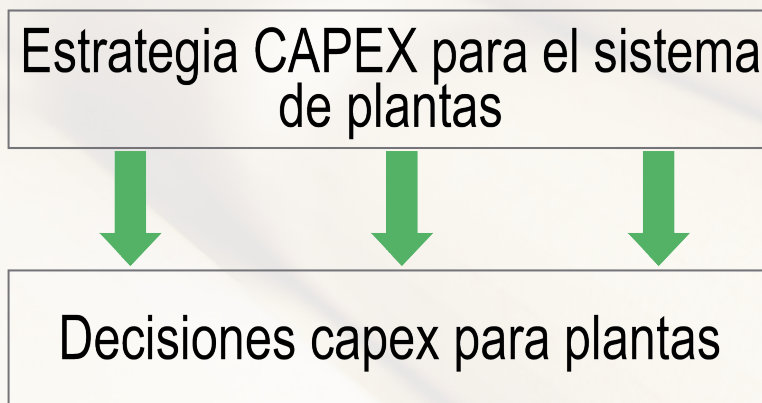 Estrategia CAPEX para el sistema
de plantas
Decisiones capex para plantas